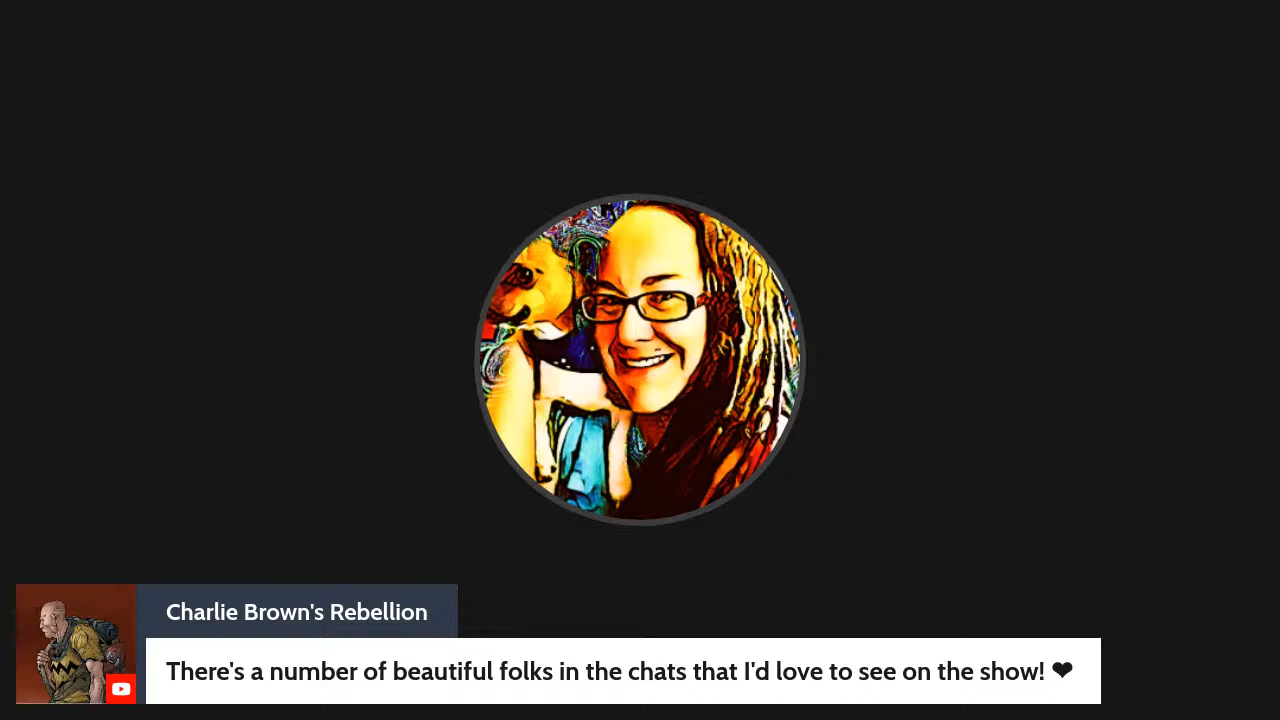 Charlie Brown's Rebellion
There's a number of beautiful folks in the chats that I'd love to see on the show! ❤